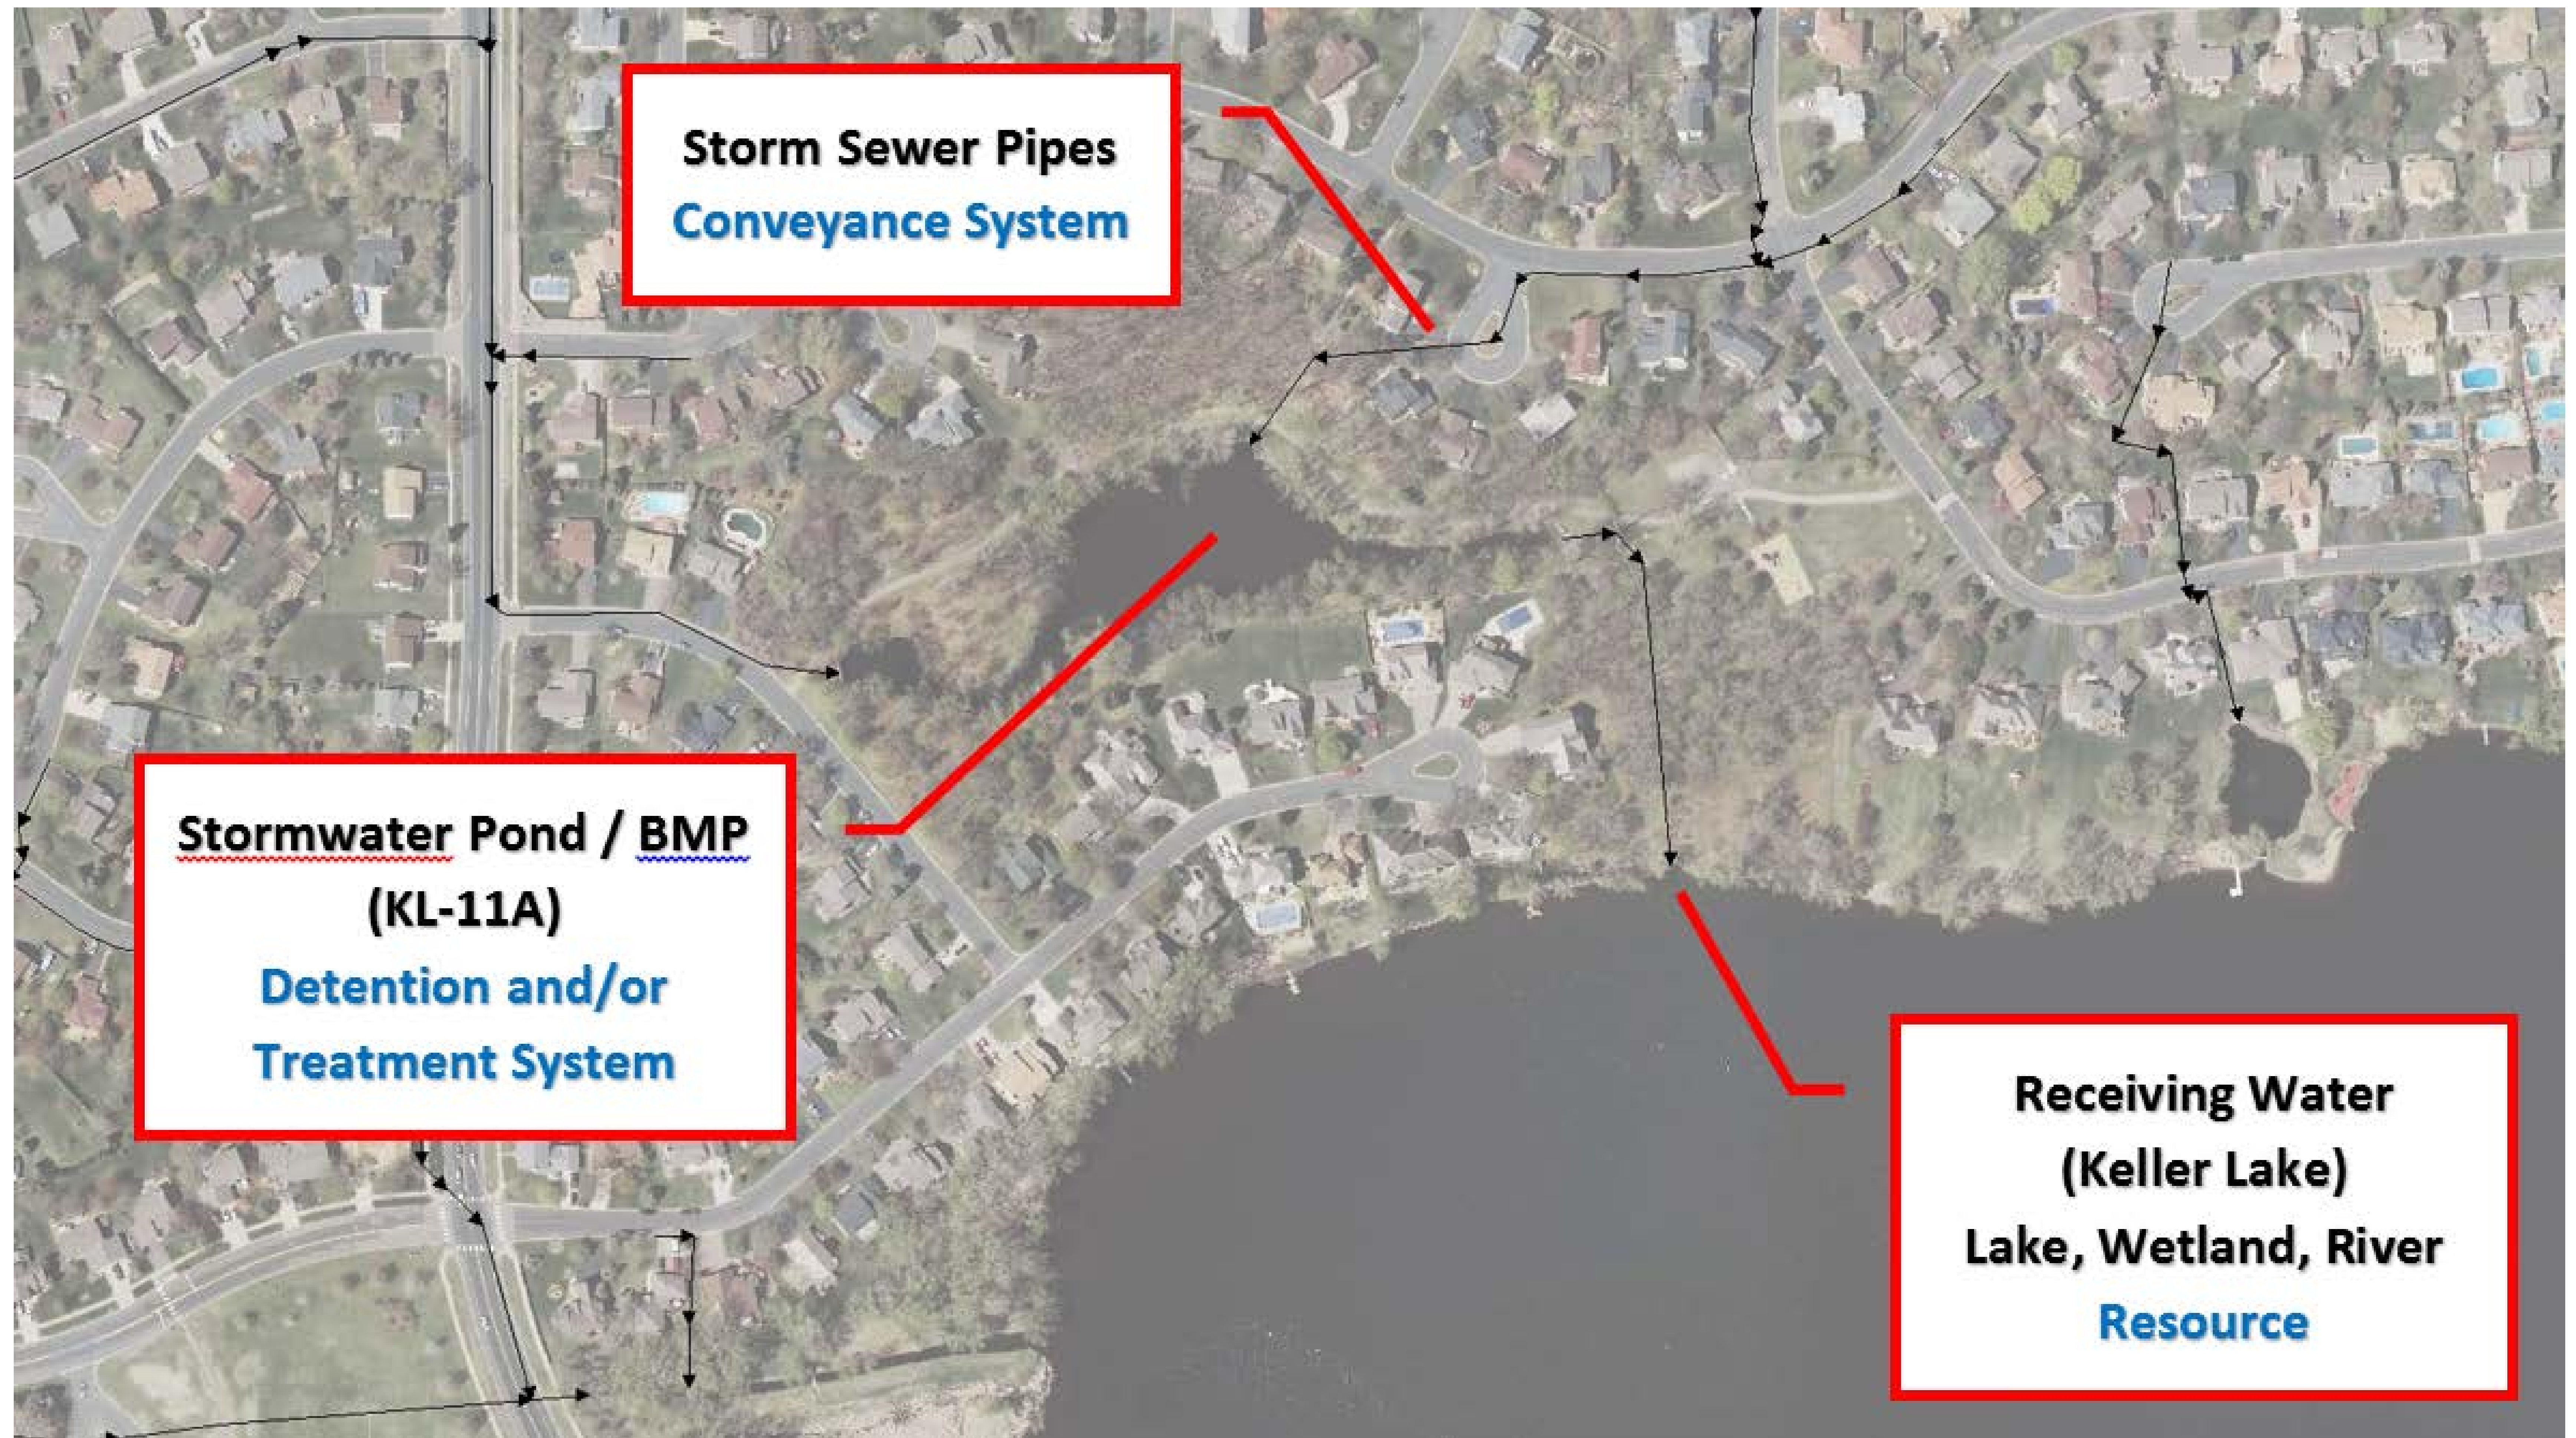 Storm Sewer Pipes
Conveyance System
Stormwater Pond / BMP
(KL-11A)
Detention and/or
Treatment System
Receiving Water
(Keller Lake)
Lake, Wetland, River
Resource